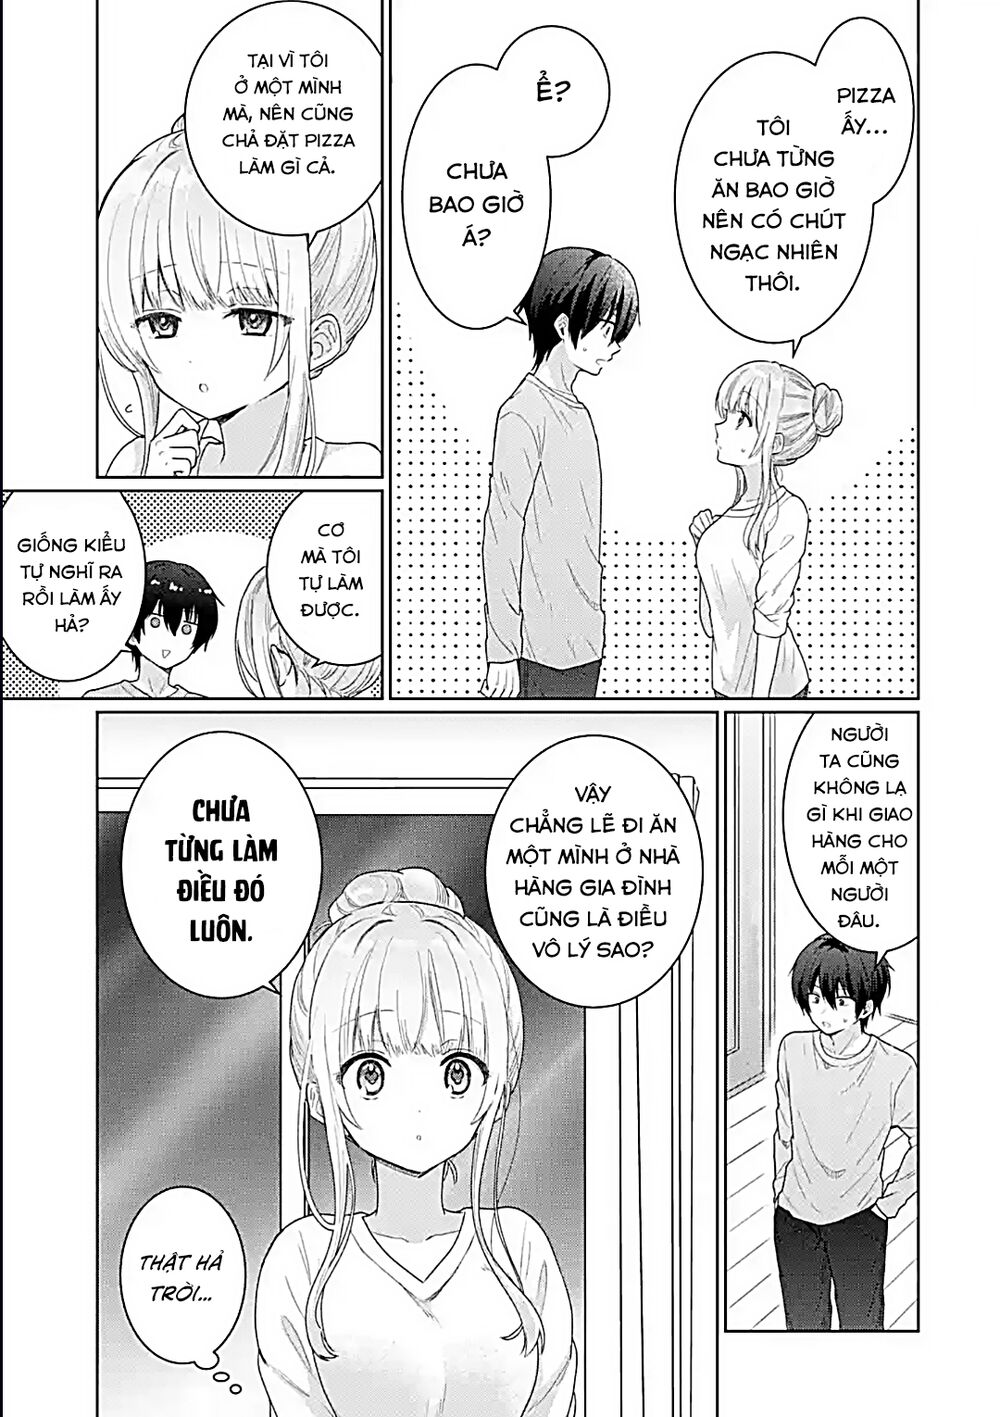 PIZZA
ẤY...
TÔI
CHƯA TỪNG
ĂN BAO GIỜ
NÊN CÓ CHÚT
NGẠC NHIÊN
THÔI.
Ể?
CHƯA
BAO GIỜ
Á?
TẠI VÌ TÔI
Ở MỘT MÌNH
MÀ, NÊN CŨNG
CHẢ ĐẶT PIZZA
LÀM GÌ CẢ.
CƠ
MÀ TÔI
TỰ LÀM
ĐƯỢC.
GIỐNG KIỂU
TỰ NGHĨ RA
RỒI LÀM ẤY
HẢ?
NGƯỜI
TA CŨNG
KHÔNG LẠ
GÌ KHI GIAO
HÀNG CHO
MỖI MỘT
NGƯỜI
ĐÂU.
VẬY
CHẲNG LẼ ĐI ĂN
MỘT MÌNH Ở NHÀ
HÀNG GIA ĐÌNH
CŨNG LÀ ĐIỀU
VÔ LÝ SAO?
CHƯA
TỪNG LÀM
ĐIỀU ĐÓ
LUÔN.
THẬT HẢ
TRỜI...